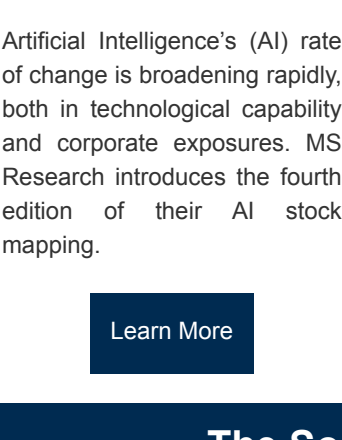 Artificial Intelligence's (AI) rate
of change is broadening rapidly,
both in technological capability
and corporate exposures. MS
Research introduces the fourth
edition of their AI stock
mapping.
Learn More
The